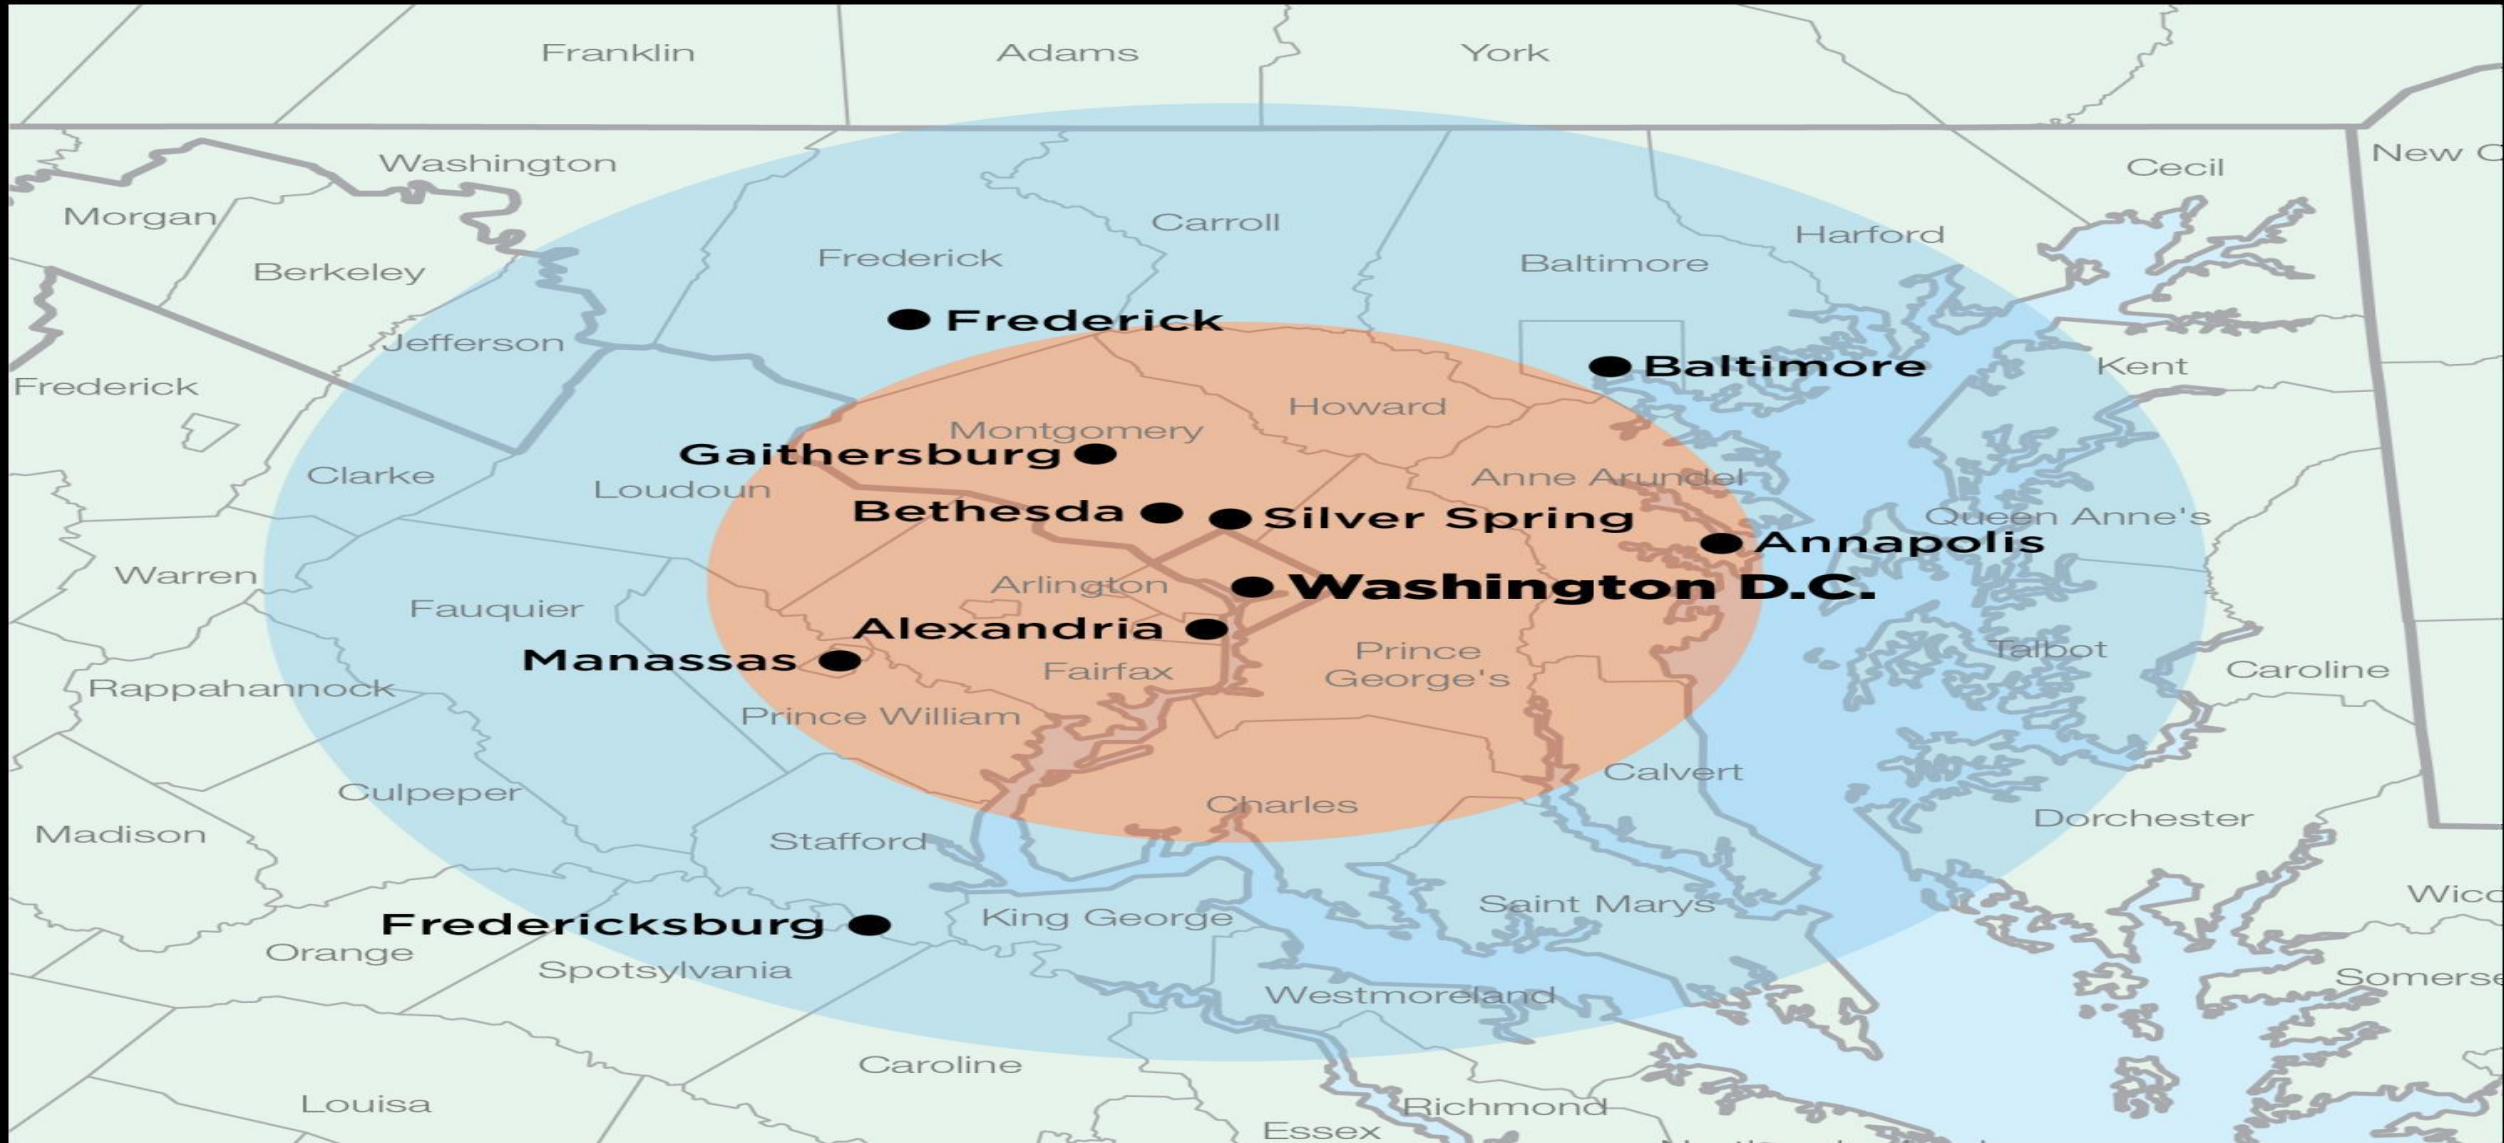 Franklin
Adams
York
Washington
New C
Cecil
Morgan
Carroll
Harford
Frederick
Baltimore
Berkeley
Frederick
Jefferson
Baltimore
Kent
Frederick
Howard
Montgomery
Gaithersburg
Clarke
Loudoun
Anne Arundel
Bethesda
Silver Spring
Queen Anne's
Annapolis
Warren
Arlington
Washington D.C.
Fauquier
Alexandria
Prince
George's
Talbot
Manassas
Fairfax
Caroline
Rappahannock
Prince William
Calvert
Culpeper
Charles
Dorchester
Madison
Stafford
Wico
Saint Marys
King George
Fredericksburg
Orange
Spotsylvania
Somerse
Westmoreland
Caroline
Louisa
Richmond
Essex